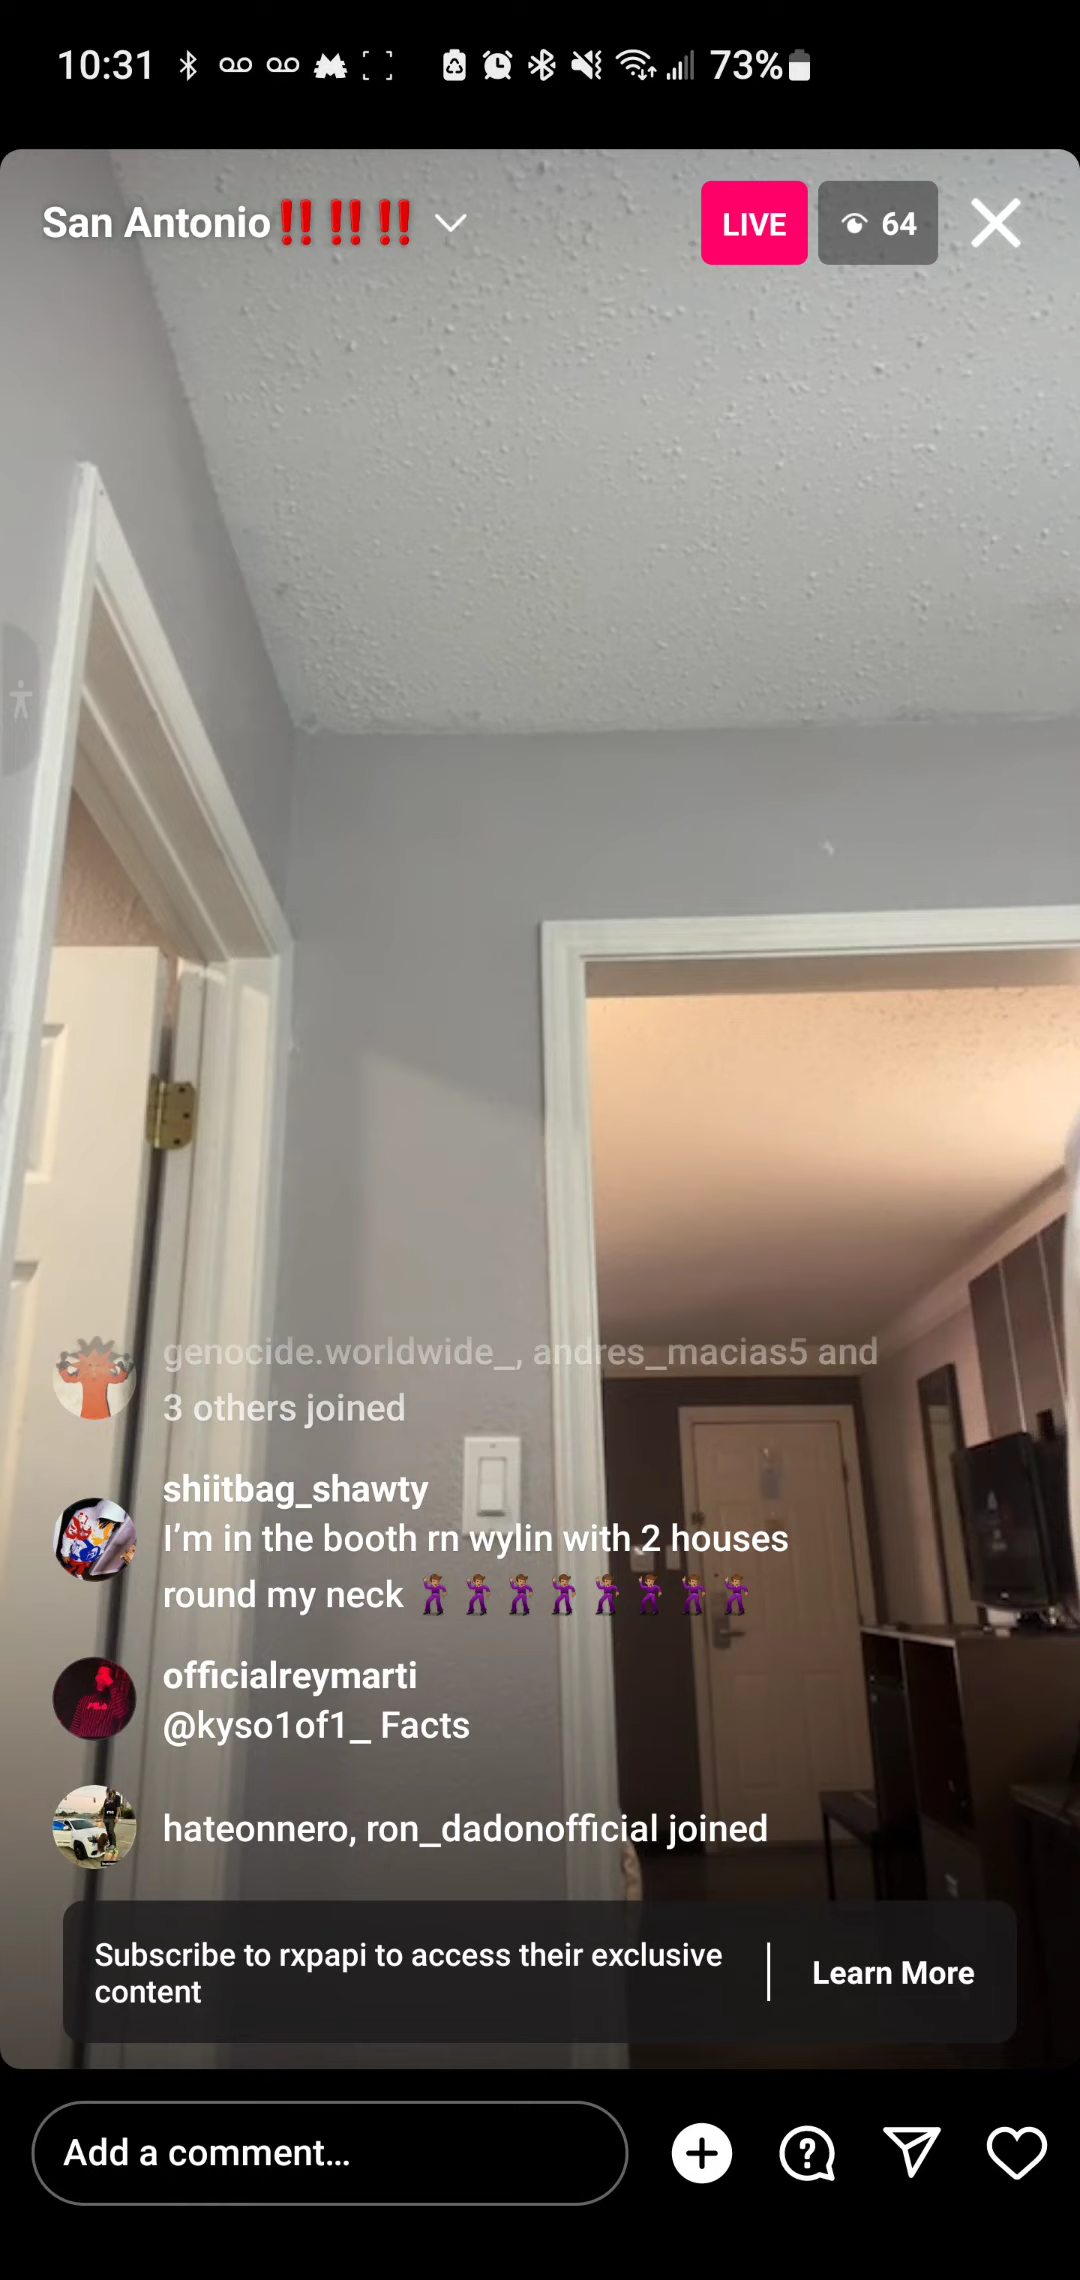 10:31 73%
San Antonio‼️‼️‼️ LIVE 64
genocide.worldwide_, andres_macias5 and
3 others joined
shiitbag_shawty
I’m in the booth rn wylin with 2 houses
round my neck 🕺🏽🕺🏽🕺🏽🕺🏽🕺🏽🕺🏽🕺🏽🕺🏽
officialreymarti
@kyso1of1_ Facts
hateonnero, ron_dadonofficial joined
Subscribe to rxpapi to access their exclusive
content
Learn More
Add a comment...